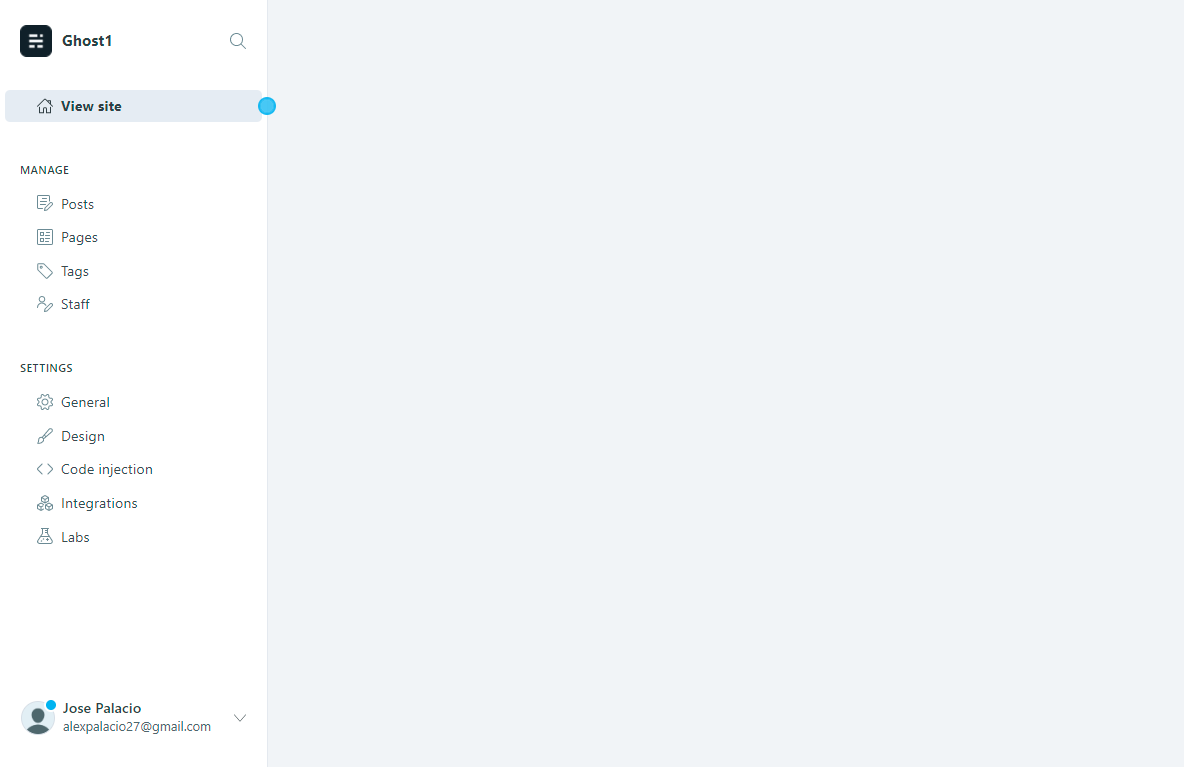 Ghost1
View site
MANAGE
Posts
Pages
Tags
Staff
SETTINGS
General
Design
Code injection
Integrations
Labs
Jose Palacio
alexpalacio27@gmail.com